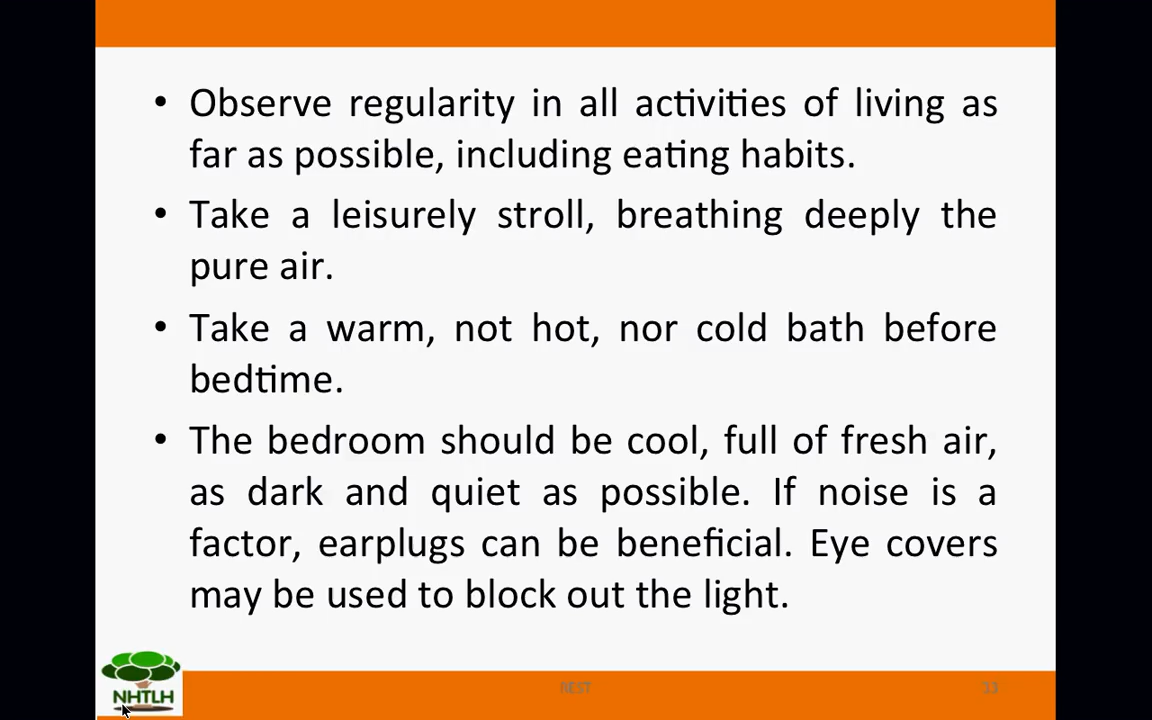 • Observe regularity in all activities of living as
far as possible, including eating habits.
• Take a leisurely stroll, breathing deeply the
pure air.
• Take a warm, not hot, nor cold bath before
bedtime.
• The bedroom should be cool, full of fresh air,
as dark and quiet as possible. If noise is a
factor, earplugs can be beneficial. Eye covers
may be used to block out the light.
NHTLH
REST
33